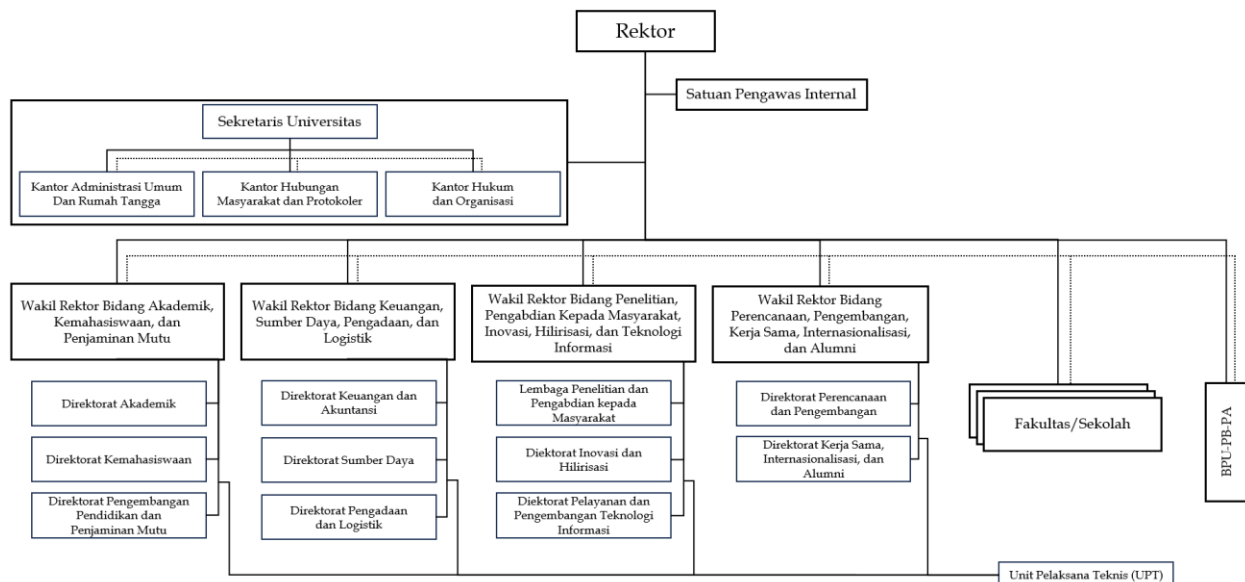 Rektor
Satuan Pengawas Internal
Sekretaris Universitas
Kantor Administrasi Umum
Dan Rumah Tangga
Kantor Hubungan
Masyarakat dan Protokoler
Kantor Hukum
dan Organisasi
Wakil Rektor Bidang Akademik,
Kemahasiswaan, dan
Penjaminan Mutu
Wakil Rektor Bidang Keuangan,
Sumber Daya, Pengadaan, dan
Logistik
Wakil Rektor Bidang Penelitian,
Pengabdian Kepada Masyarakat,
Inovasi, Hilirisasi, dan Teknologi
Informasi
Wakil Rektor Bidang
Perencanaan, Pengembangan,
Kerja Sama, Internasionalisasi,
dan Alumni
Direktorat Akademik
Direktorat Kemahasiswaan
Direktorat Pengembangan
Pendidikan dan
Penjaminan Mutu
Direktorat Keuangan dan
Akuntansi
Direktorat Sumber Daya
Direktorat Pengadaan
dan Logistik
Lembaga Penelitian dan
Pengabdian kepada
Masyarakat
Diektorat Inovasi dan
Hilirisasi
Diektorat Pelayanan dan
Pengembangan Teknologi
Informasi
Direktorat Perencanaan
dan Pengembangan
Direktorat Kerja Sama,
Internasionalisasi, dan
Alumni
Fakultas/Sekolah
BPU-PB-PA
Unit Pelaksana Teknis (UPT)